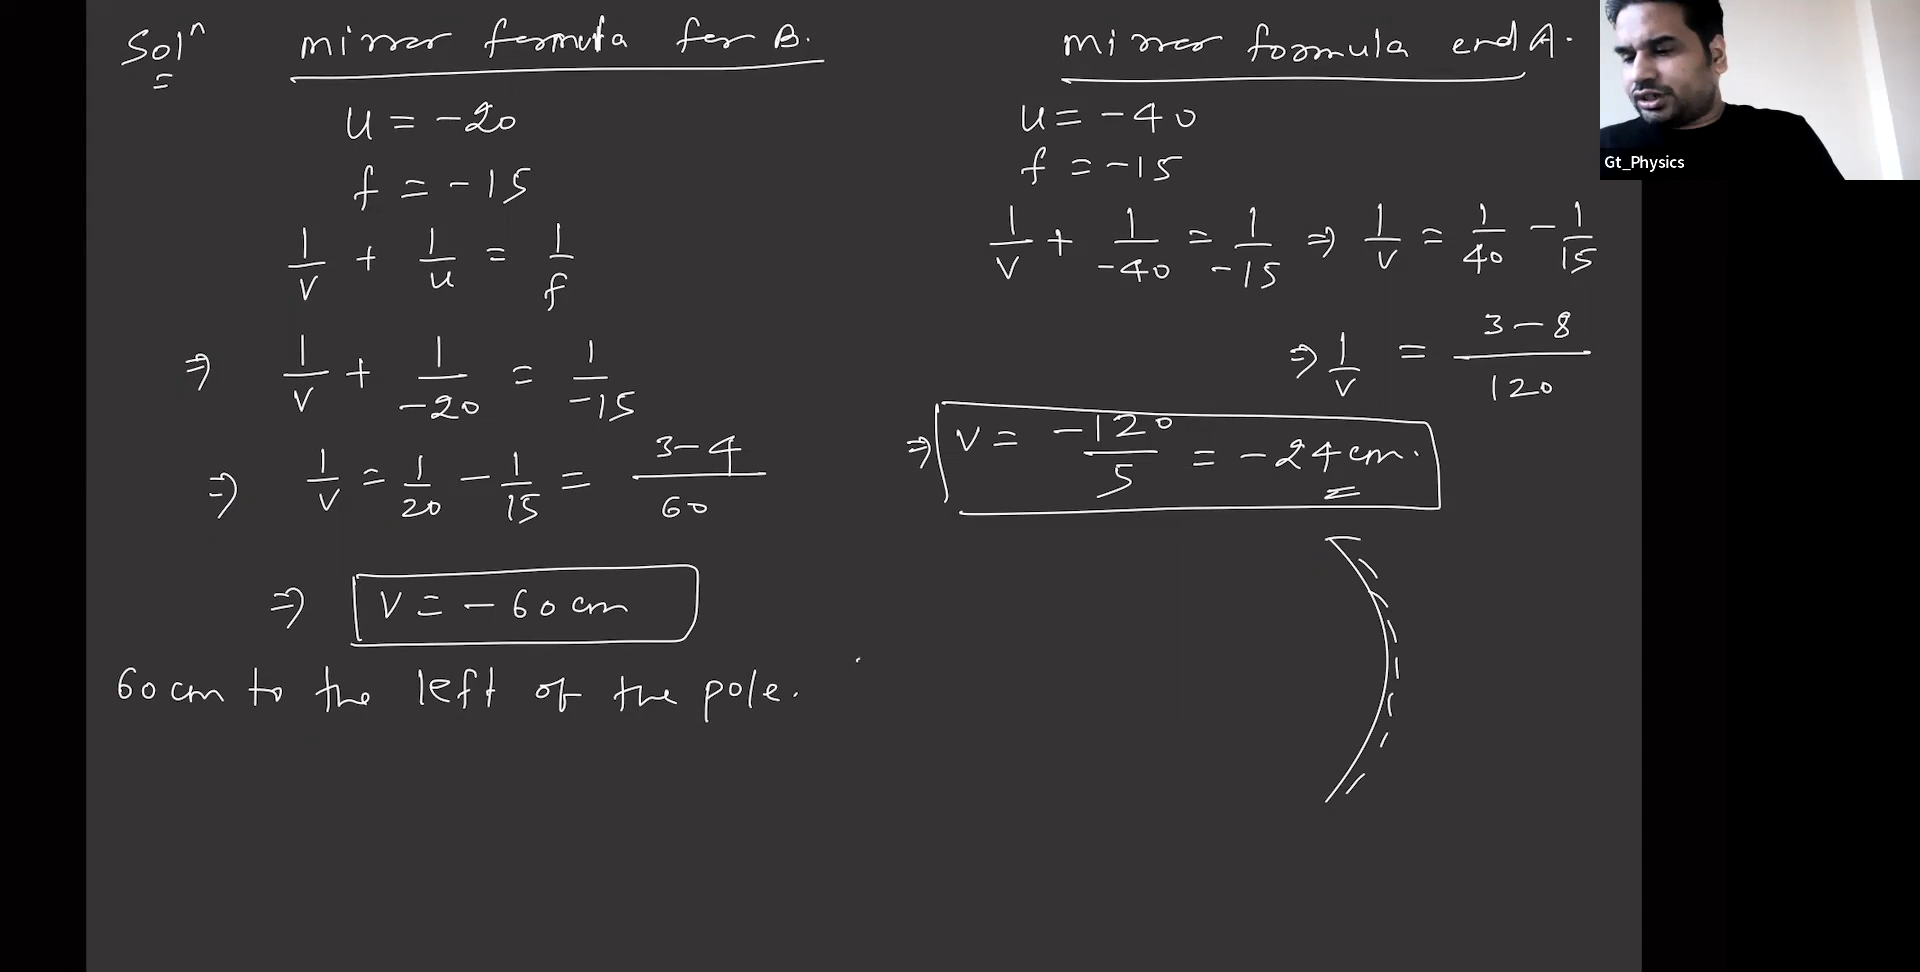 Solⁿ
mirror formula for B.
u = -20
f = -15
1/v + 1/u = 1/f
⇒ 1/v + 1/-20 = 1/-15
⇒ 1/v = 1/20 - 1/15 = 3-4/60
⇒ v = -60 cm
60 cm to the left of the pole.
mirror formula end A.
u = -40
f = -15
1/v + 1/-40 = 1/-15 ⇒ 1/v = 1/40 - 1/15
⇒ 1/v = 3-8/120
⇒ v = -120/5 = -24 cm.
Gt_Physics